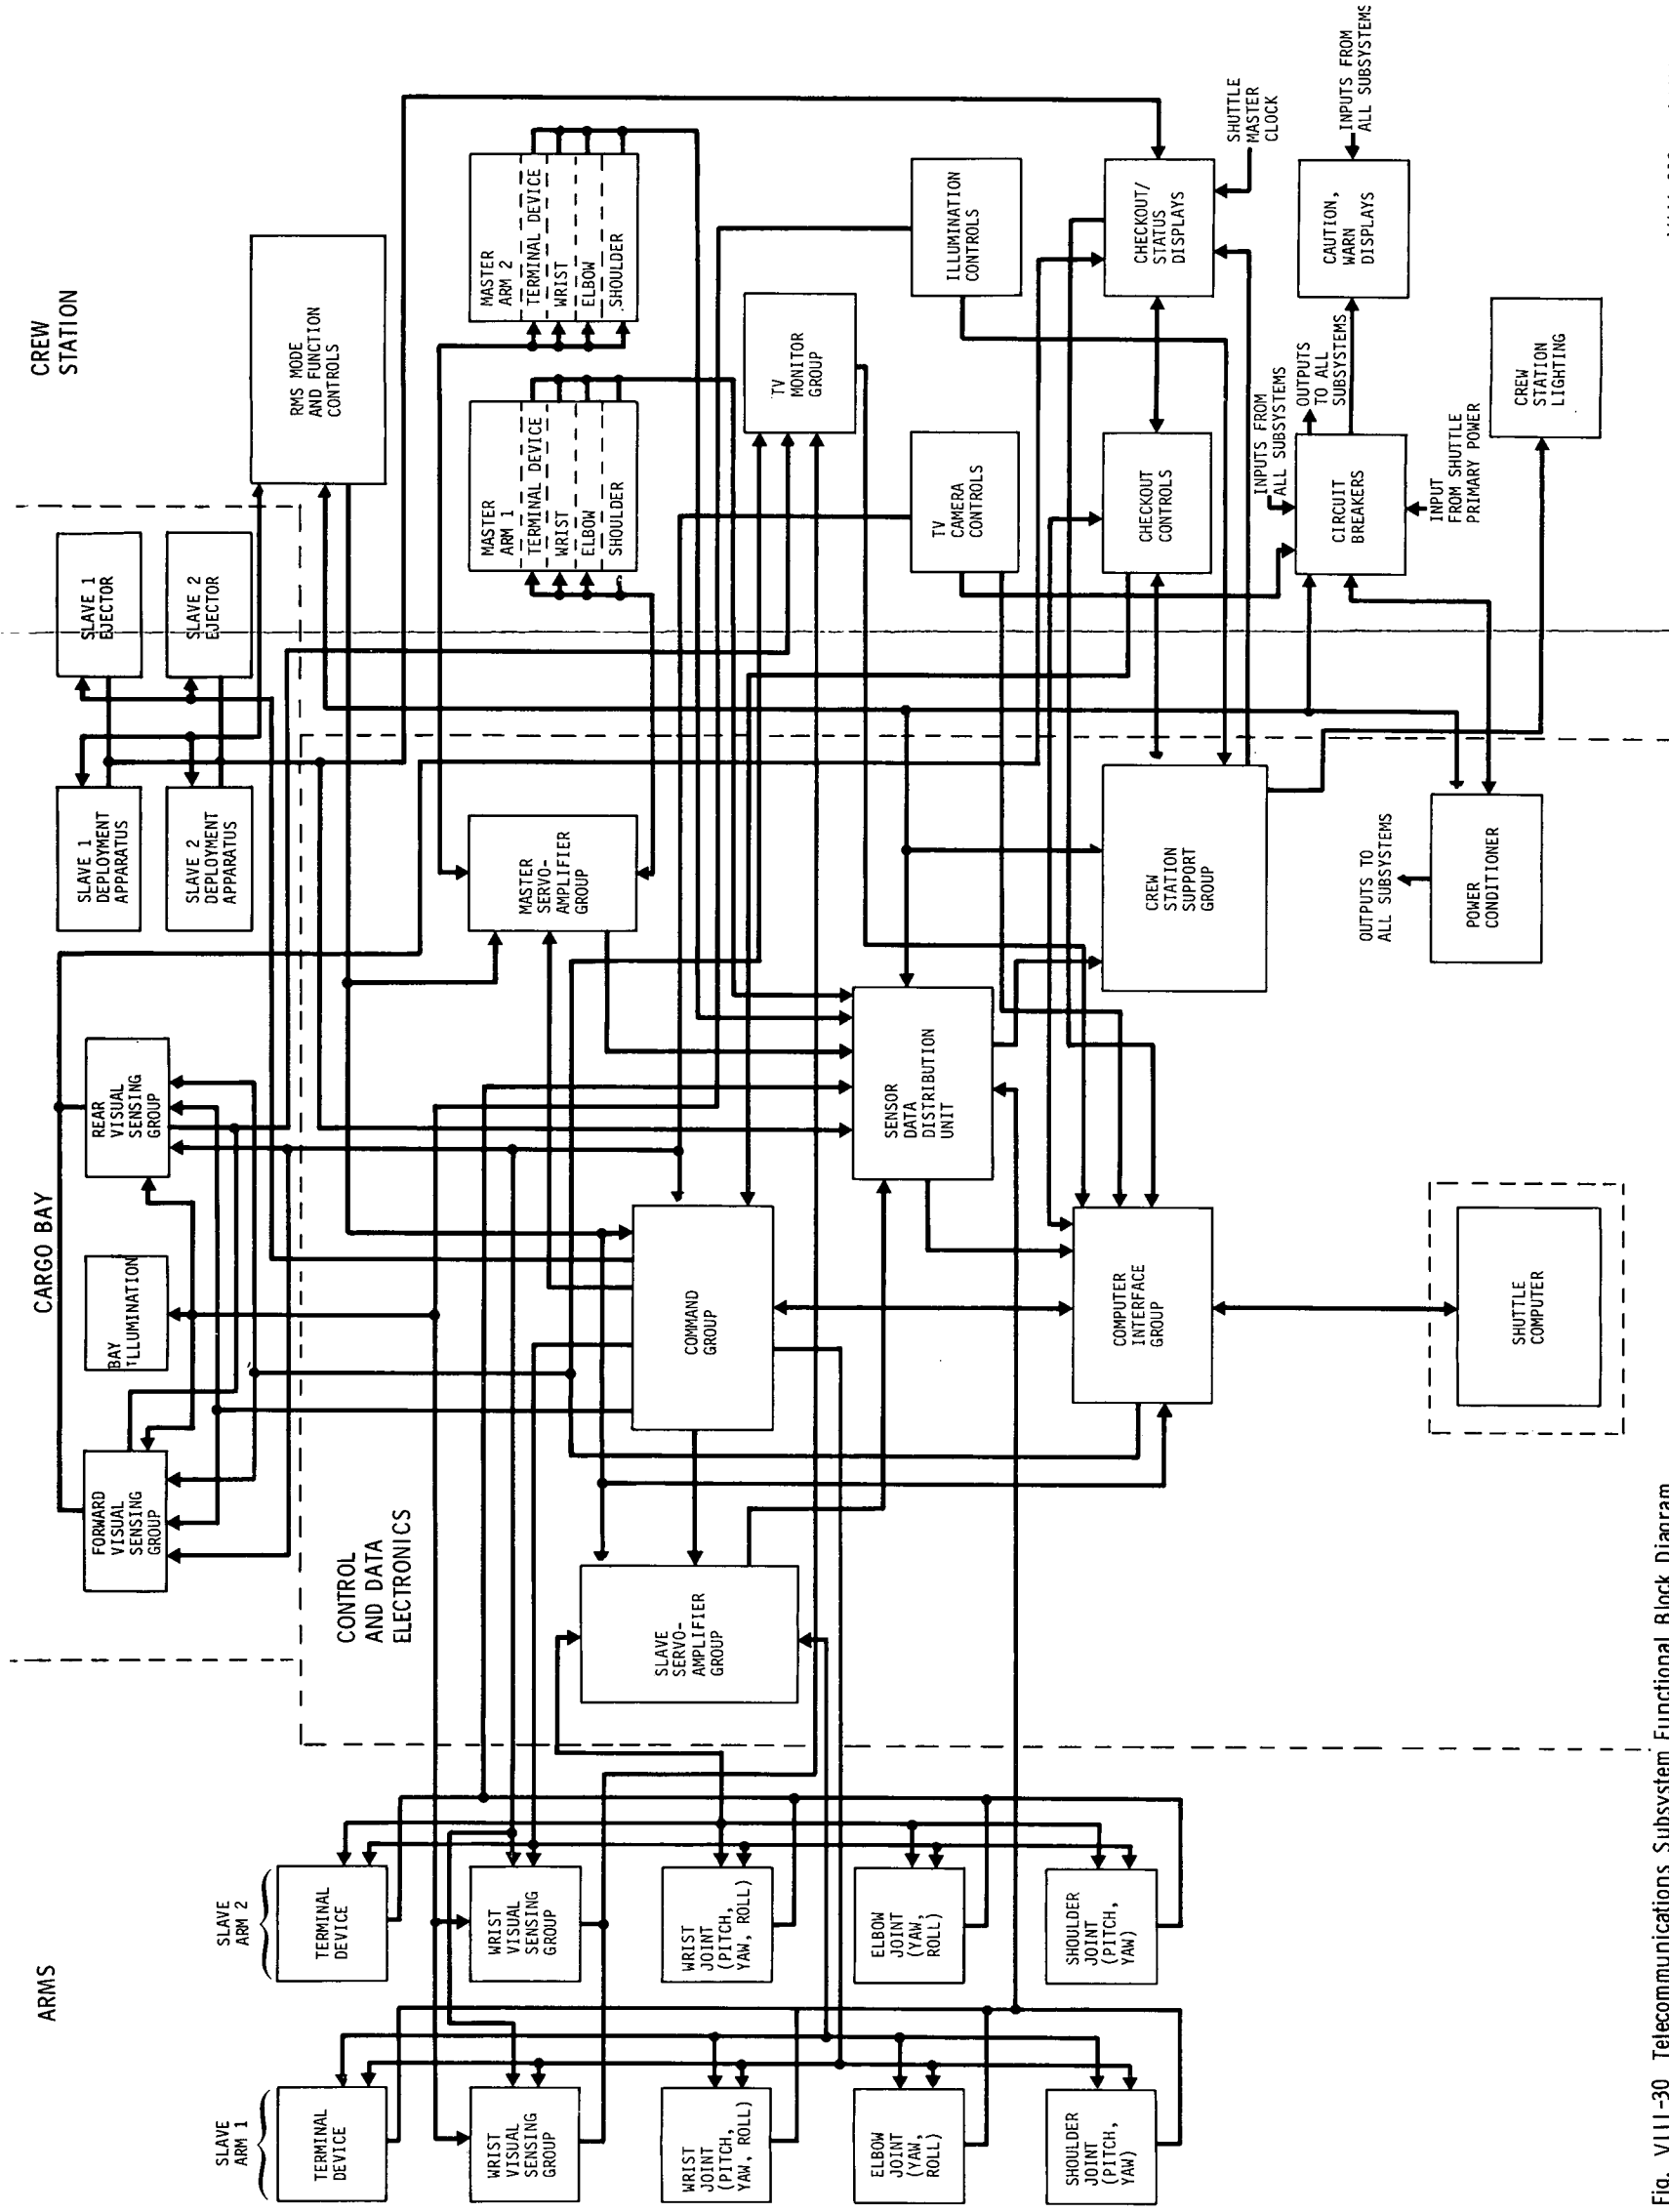 ARMS
SLAVE
ARM 1
SLAVE
ARM 2
TERMINAL
DEVICE
TERMINAL
DEVICE
WRIST
VISUAL
SENSING
GROUP
WRIST
VISUAL
SENSING
GROUP
WRIST
JOINT
(PITCH,
YAW, ROLL)
WRIST
JOINT
(PITCH,
YAW, ROLL)
ELBOW
JOINT
(YAW,
ROLL)
ELBOW
JOINT
(YAW,
ROLL)
SHOULDER
JOINT
(PITCH,
YAW)
SHOULDER
JOINT
(PITCH,
YAW)
CARGO BAY
FORWARD
VISUAL
SENSING
GROUP
BAY
ILLUMINATION
REAR
VISUAL
SENSING
GROUP
SLAVE 1
DEPLOYMENT
APPARATUS
SLAVE 2
DEPLOYMENT
APPARATUS
SLAVE 1
EJECTOR
SLAVE 2
EJECTOR
CONTROL
AND DATA
ELECTRONICS
SLAVE
SERVO-
AMPLIFIER
GROUP
COMMAND
GROUP
MASTER
SERVO-
AMPLIFIER
GROUP
SENSOR
DATA
DISTRIBUTION
UNIT
COMPUTER
INTERFACE
GROUP
CREW
STATION
SUPPORT
GROUP
SHUTTLE
COMPUTER
OUTPUTS TO
ALL SUBSYSTEMS
POWER
CONDITIONER
CREW
STATION
RMS MODE
AND FUNCTION
CONTROLS
MASTER
ARM 1
TERMINAL DEVICE
WRIST
ELBOW
SHOULDER
MASTER
ARM 2
TERMINAL DEVICE
WRIST
ELBOW
SHOULDER
TV
MONITOR
GROUP
TV
CAMERA
CONTROLS
ILLUMINATION
CONTROLS
CHECKOUT
CONTROLS
CHECKOUT/
STATUS
DISPLAYS
SHUTTLE
MASTER
CLOCK
INPUTS FROM
ALL SUBSYSTEMS
OUTPUTS
TO ALL
SUBSYSTEMS
CIRCUIT
BREAKERS
INPUT
FROM SHUTTLE
PRIMARY POWER
CAUTION,
WARN
DISPLAYS
INPUTS FROM
ALL SUBSYSTEMS
CREW
STATION
LIGHTING
Fig. VIII-30 Telecommunications Subsystem Functional Block Diagram